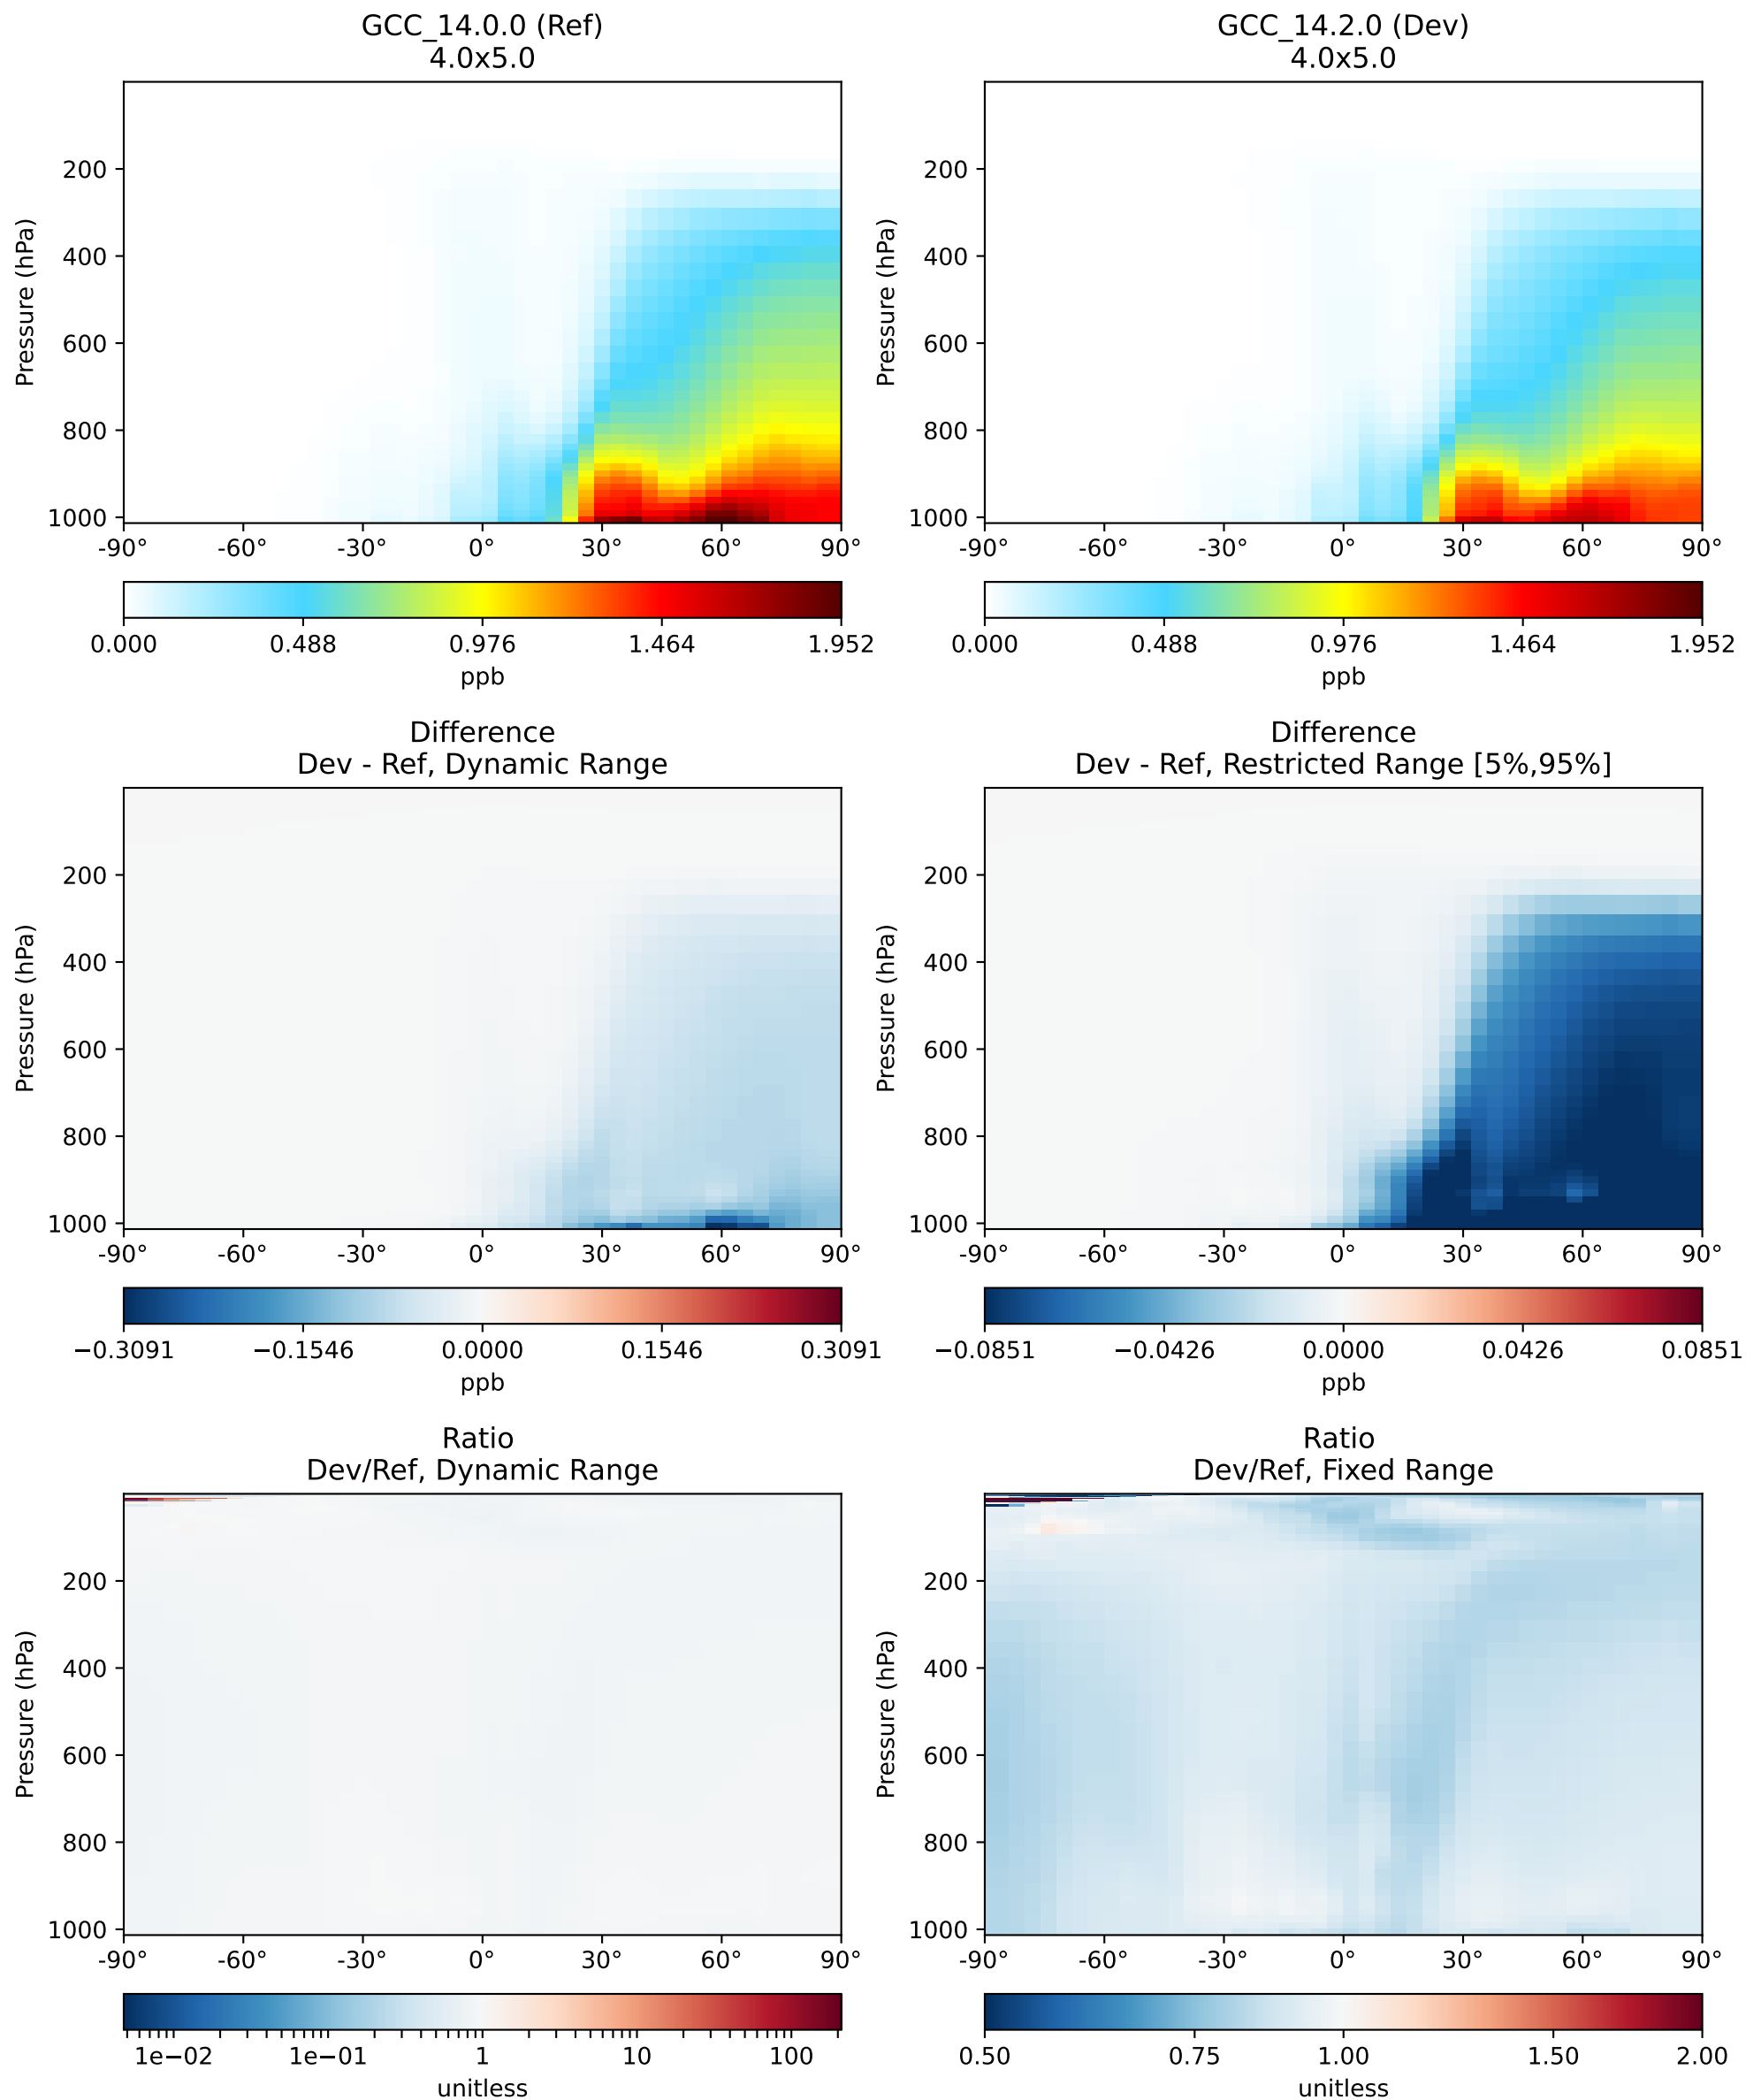 GCC_14.0.0 (Ref)
4.0x5.0
Pressure (hPa)
200
400
600
800
1000
-90° -60° -30° 0° 30° 60° 90°
0.000 0.488 0.976 1.464 1.952
ppb
GCC_14.2.0 (Dev)
4.0x5.0
Pressure (hPa)
200
400
600
800
1000
-90° -60° -30° 0° 30° 60° 90°
0.000 0.488 0.976 1.464 1.952
ppb
Difference
Dev - Ref, Dynamic Range
Pressure (hPa)
200
400
600
800
1000
-90° -60° -30° 0° 30° 60° 90°
−0.3091 −0.1546 0.0000 0.1546 0.3091
ppb
Difference
Dev - Ref, Restricted Range [5%,95%]
Pressure (hPa)
200
400
600
800
1000
-90° -60° -30° 0° 30° 60° 90°
−0.0851 −0.0426 0.0000 0.0426 0.0851
ppb
Ratio
Dev/Ref, Dynamic Range
Pressure (hPa)
200
400
600
800
1000
-90° -60° -30° 0° 30° 60° 90°
1e−02 1e−01 1 10 100
unitless
Ratio
Dev/Ref, Fixed Range
Pressure (hPa)
200
400
600
800
1000
-90° -60° -30° 0° 30° 60° 90°
0.50 0.75 1.00 1.50 2.00
unitless